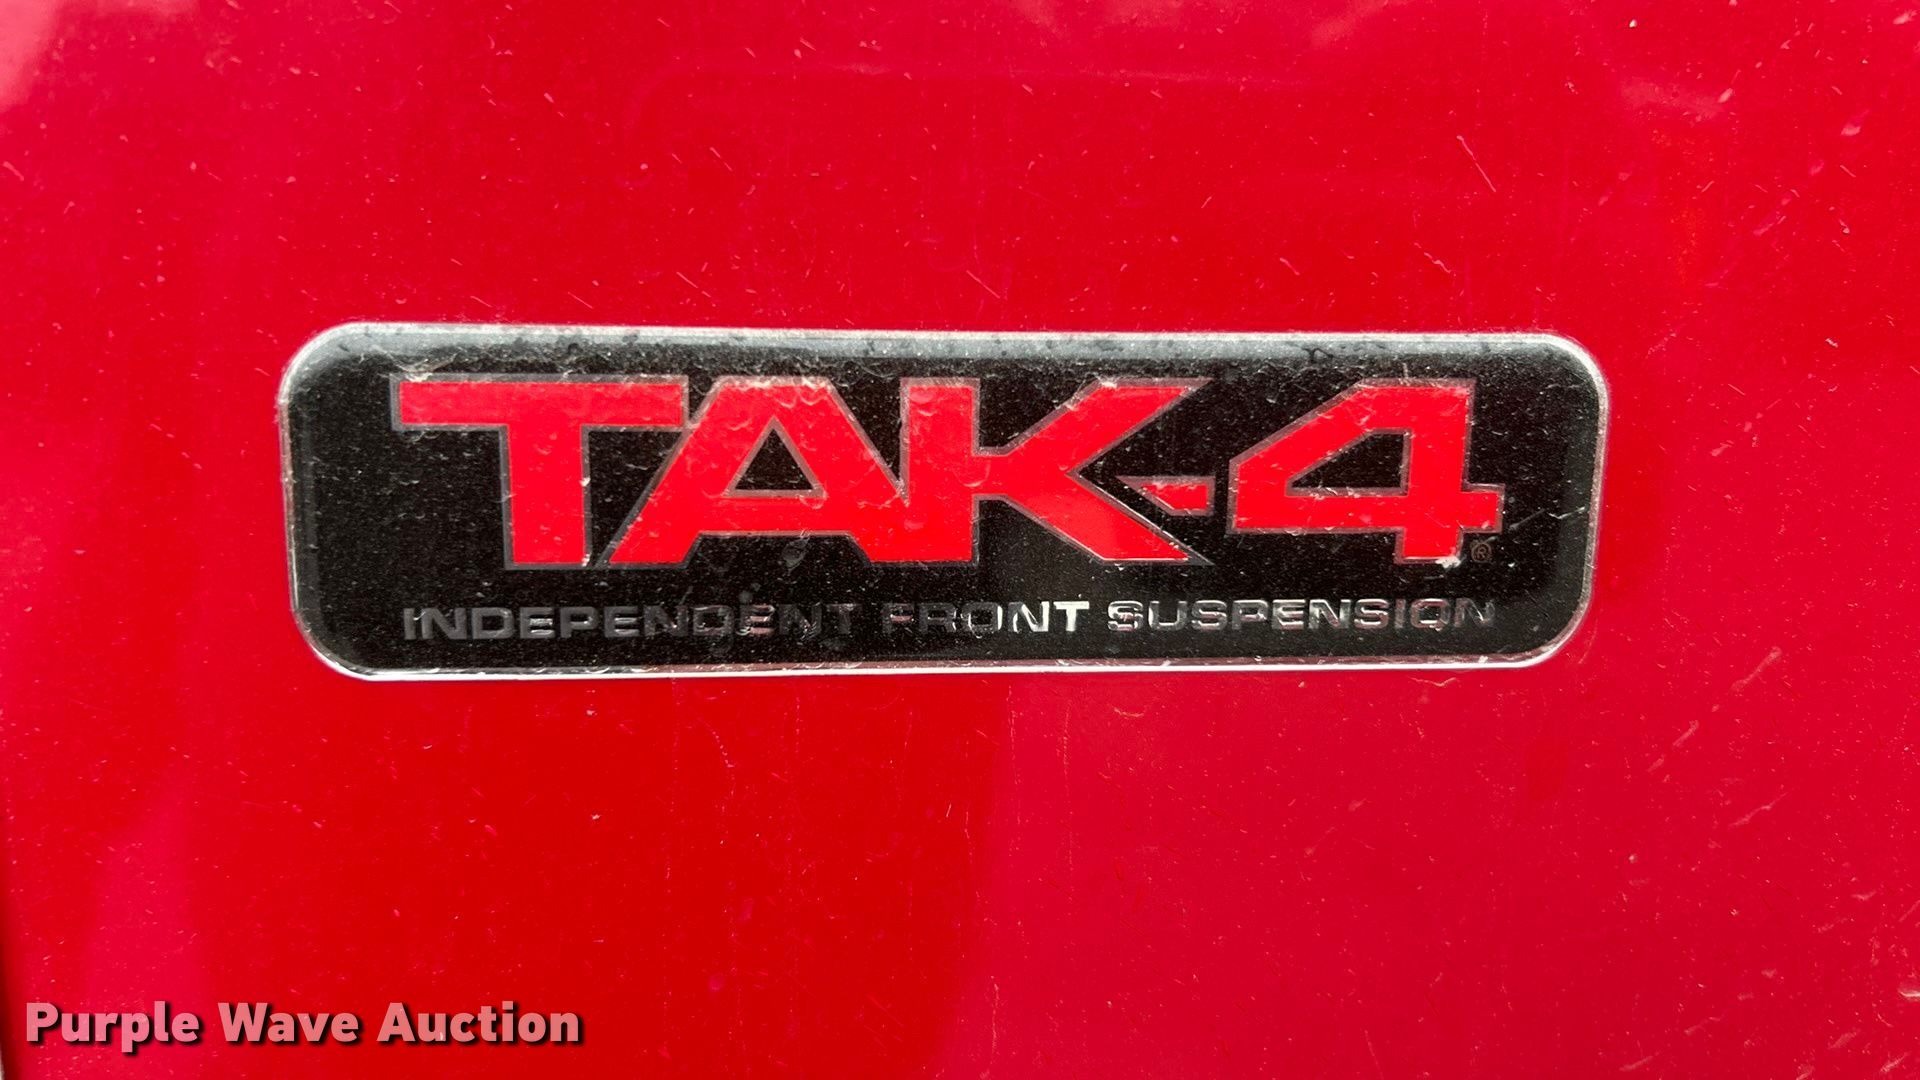 TAK-4®
INDEPENDENT FRONT SUSPENSION
Purple Wave Auction